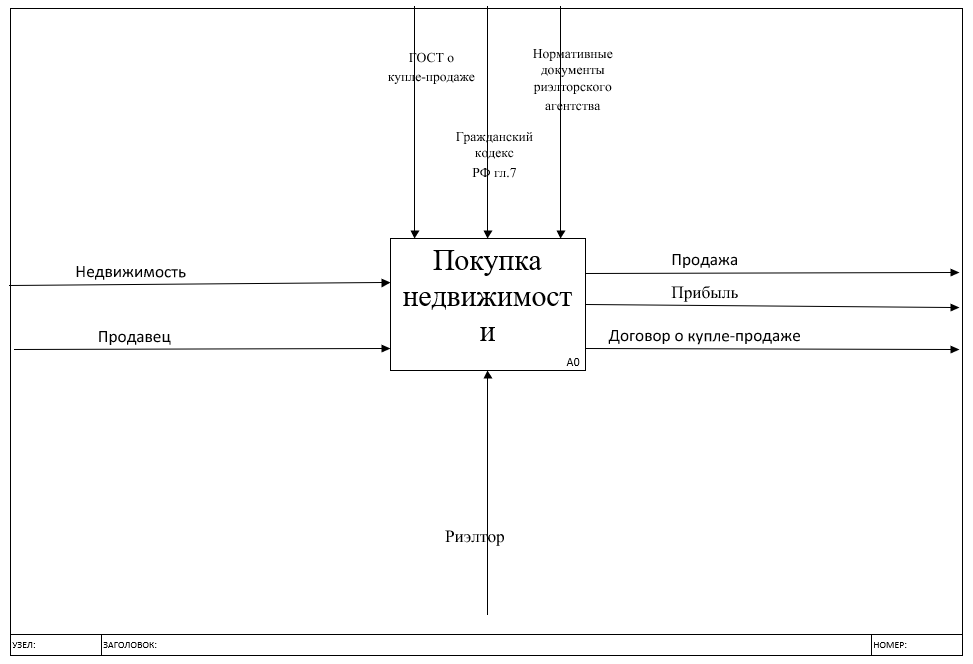 ГОСТ о
купле-продаже
Нормативные
документы
риэлторского
агентства
Гражданский
кодекс
РФ гл.7
Недвижимость
Продавец
Покупка
недвижимост
и
А0
Продажа
Прибыль
Договор о купле-продаже
Риэлтор
УЗЕЛ:
ЗАГОЛОВОК:
НОМЕР: